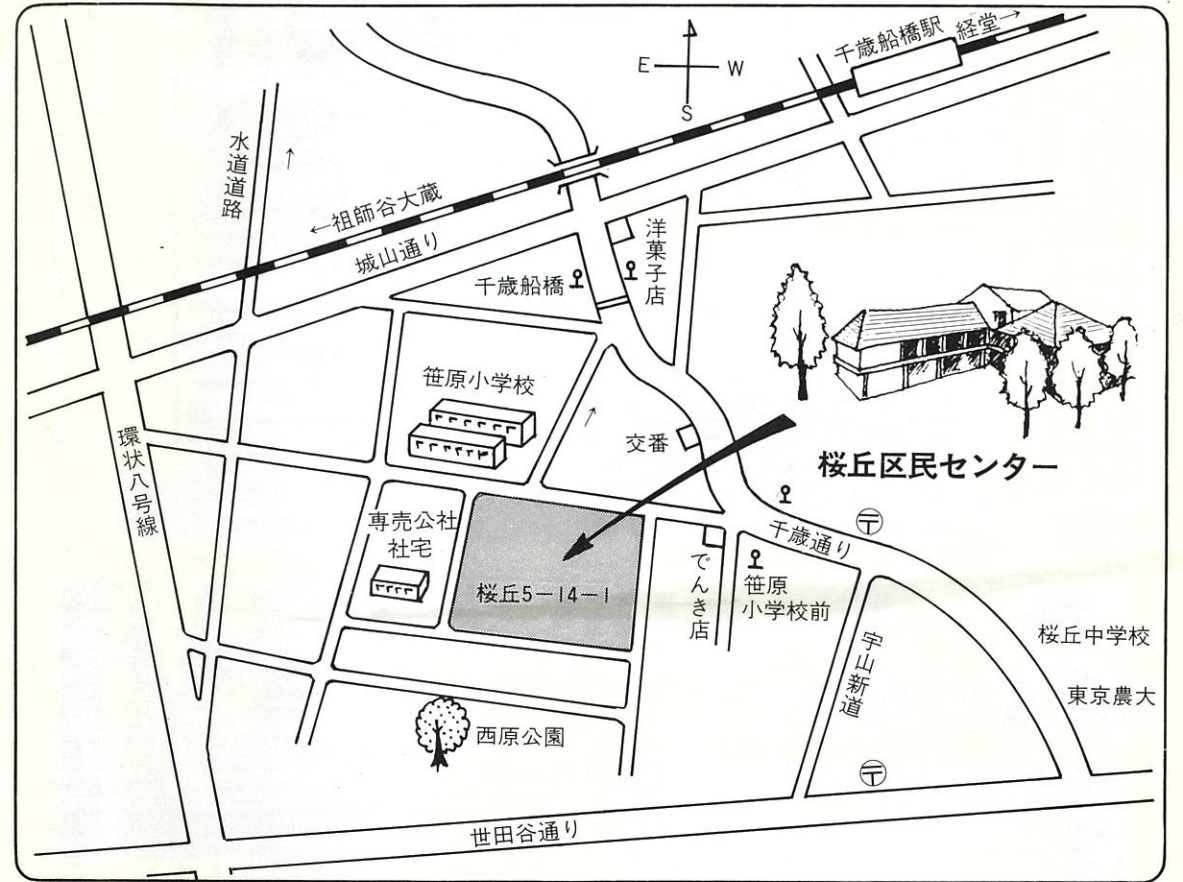 千歳船橋駅
経堂→
E
W
S
水道道路
←祖師谷大蔵
城山通り
洋菓子店
千歳船橋
笹原小学校
交番
桜丘区民センター
環状八号線
専売公社
社宅
桜丘5-14-1
千歳通り
〒
でんき店
笹原
小学校前
宇山新道
桜丘中学校
東京農大
西原公園
〒
世田谷通り